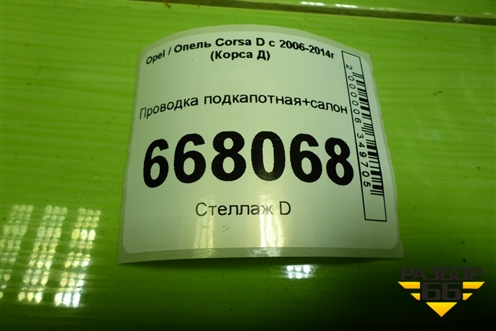 Opel / Опель Corsa D с 2006-2014г
(Корса Д)
Проводка подкапотная+салон
668068
Стеллаж D
2000006349705
РАЗБОР
66